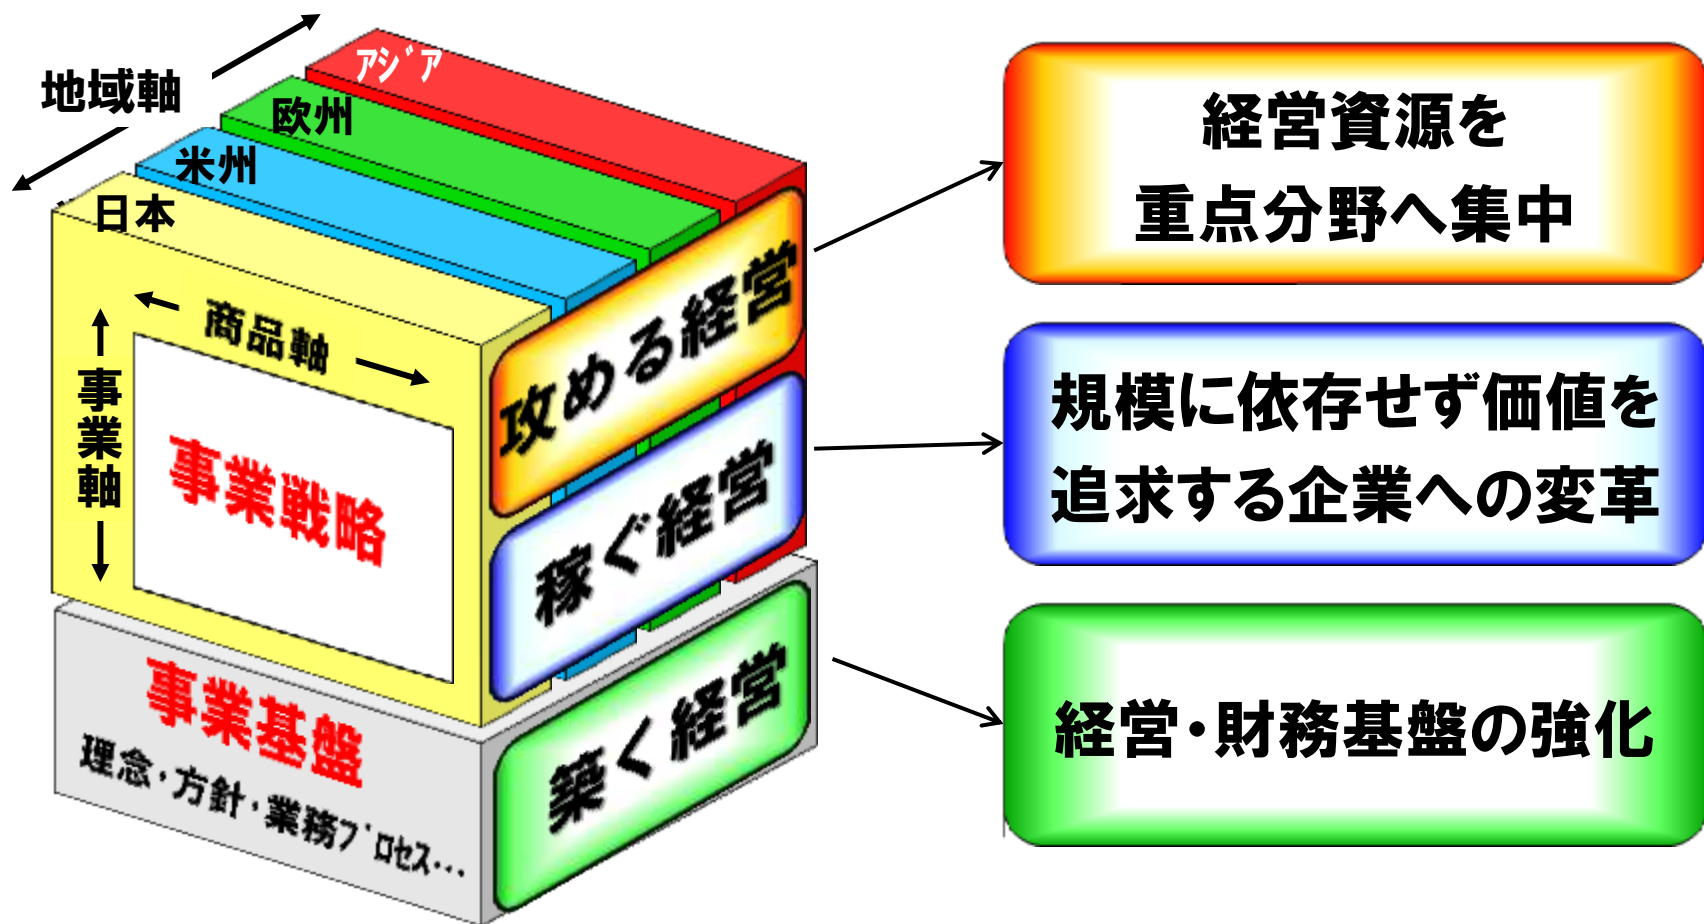 地域軸
アジア
欧州
米州
日本
商品軸
事業軸
事業戦略
事業基盤
理念・方針・業務プロセス・・・
攻める経営
稼ぐ経営
築く経営
経営資源を
重点分野へ集中
規模に依存せず価値を
追求する企業への変革
経営・財務基盤の強化